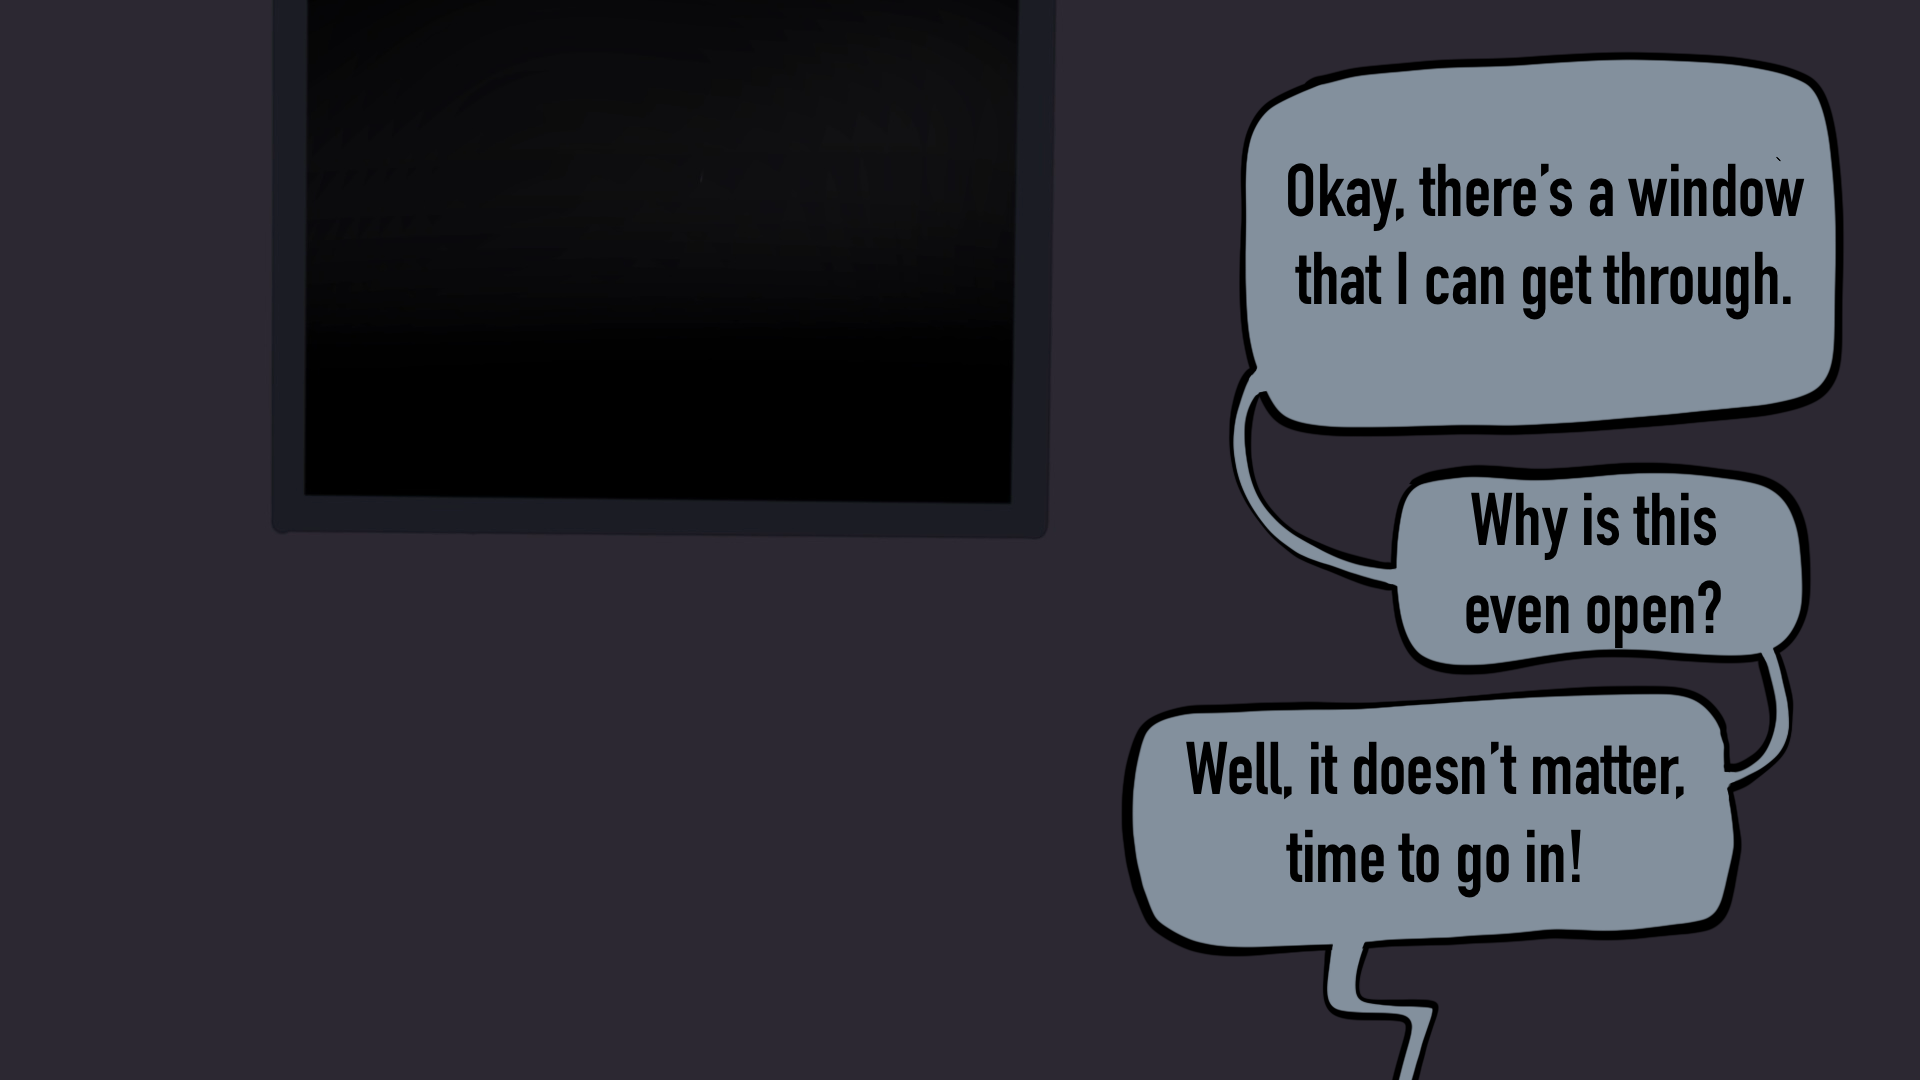 Okay, there's a window
that I can get through.
Why is this
even open?
Well, it doesn't matter,
time to go in!